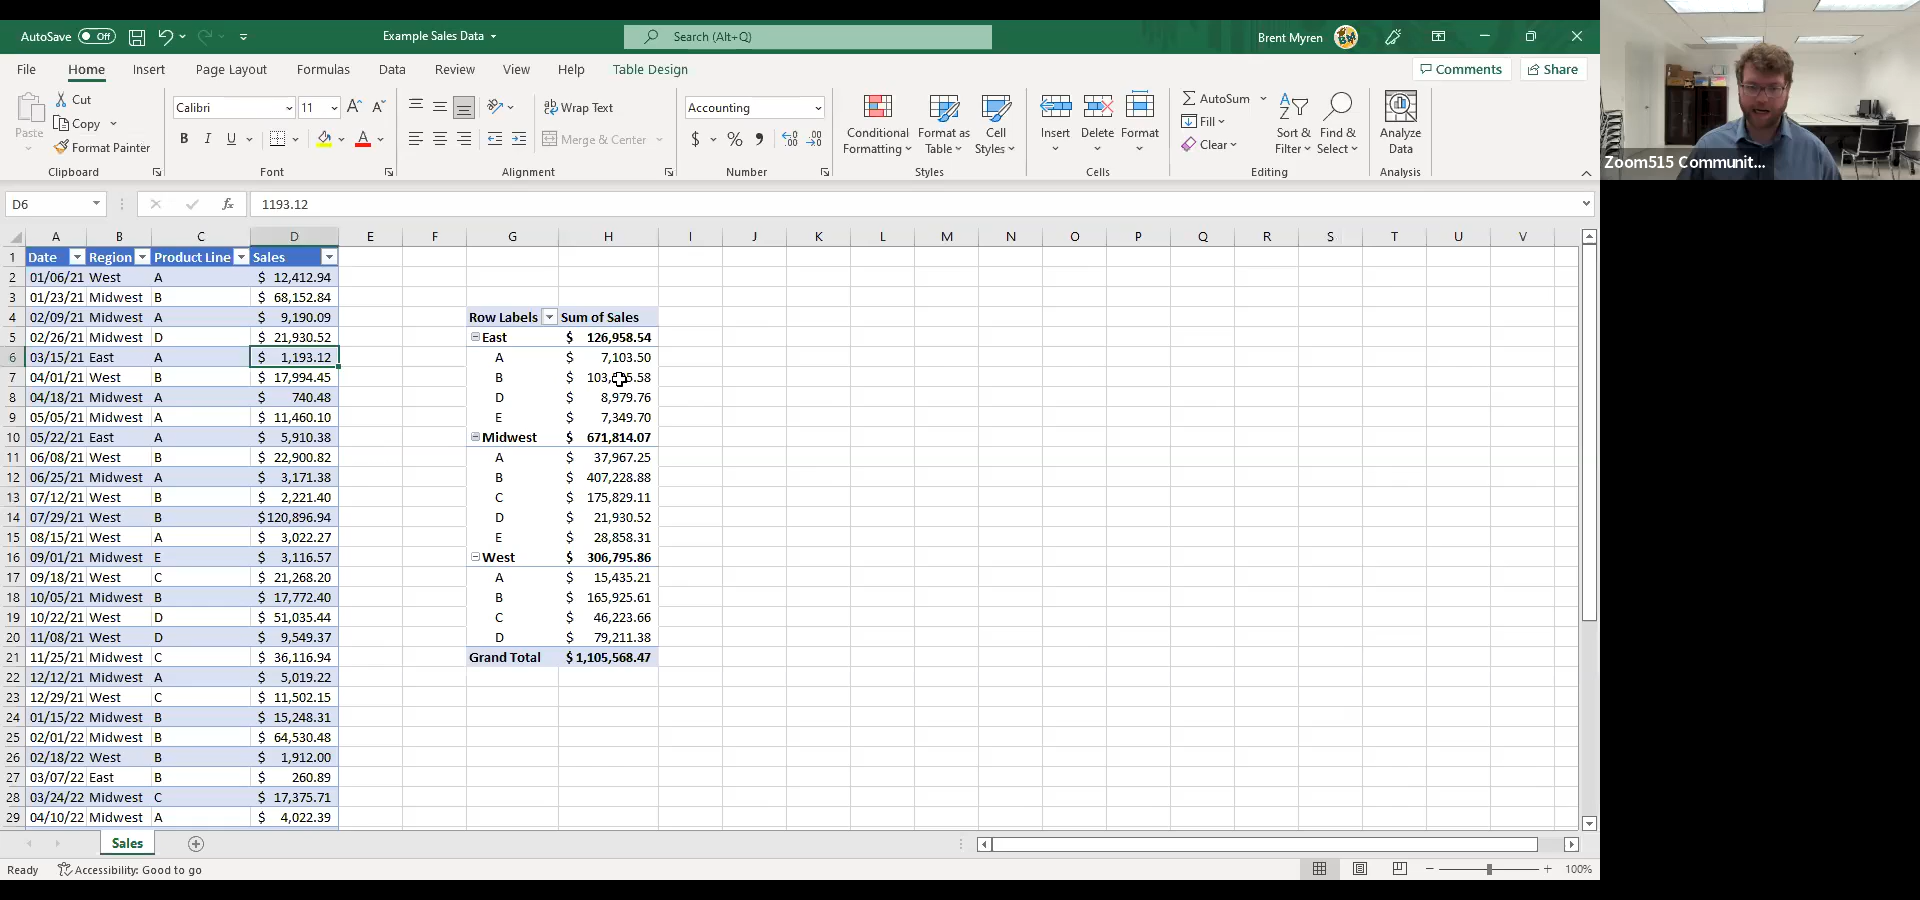 AutoSave Off Example Sales Data Search (Alt+Q) Brent Myren
File Home Insert Page Layout Formulas Data Review View Help Table Design Comments Share
Paste Cut Copy Format Painter Clipboard
Calibri 11 A A B I U A Font
ab Wrap Text Merge & Center Alignment
Accounting $ % Number
Conditional Formatting Format as Table Cell Styles Styles
Insert Delete Format Cells
AutoSum Fill Clear Sort & Filter Find & Select Editing
Analyze Data Analysis
Zoom515 Communit...
D6 fx 1193.12
A B C D E F G H I J K L M N O P Q R S T U V
1 Date Region Product Line Sales
2 01/06/21 West A $ 12,412.94
3 01/23/21 Midwest B $ 68,152.84
4 02/09/21 Midwest A $ 9,190.09 Row Labels Sum of Sales
5 02/26/21 Midwest D $ 21,930.52 East $ 126,958.54
6 03/15/21 East A $ 1,193.12 A $ 7,103.50
7 04/01/21 West B $ 17,994.45 B $
8 04/18/21 Midwest A $ 740.48 D $ 8,979.76
9 05/05/21 Midwest A $ 11,460.10 E $ 7,349.70
10 05/22/21 East A $ 5,910.38 Midwest $ 671,814.07
11 06/08/21 West B $ 22,900.82 A $ 37,967.25
12 06/25/21 Midwest A $ 3,171.38 B $ 407,228.88
13 07/12/21 West B $ 2,221.40 C $ 175,829.11
14 07/29/21 West B $120,896.94 D $ 21,930.52
15 08/15/21 West A $ 3,022.27 E $ 28,858.31
16 09/01/21 Midwest E $ 3,116.57 West $ 306,795.86
17 09/18/21 West C $ 21,268.20 A $ 15,435.21
18 10/05/21 Midwest B $ 17,772.40 B $ 165,925.61
19 10/22/21 West D $ 51,035.44 C $ 46,223.66
20 11/08/21 West D $ 9,549.37 D $ 79,211.38
21 11/25/21 Midwest C $ 36,116.94 Grand Total $ 1,105,568.47
22 12/12/21 Midwest A $ 5,019.22
23 12/29/21 West C $ 11,502.15
24 01/15/22 Midwest B $ 15,248.31
25 02/01/22 Midwest B $ 64,530.48
26 02/18/22 West B $ 1,912.00
27 03/07/22 East B $ 260.89
28 03/24/22 Midwest C $ 17,375.71
29 04/10/22 Midwest A $ 4,022.39
Sales
Ready Accessibility: Good to go 100%